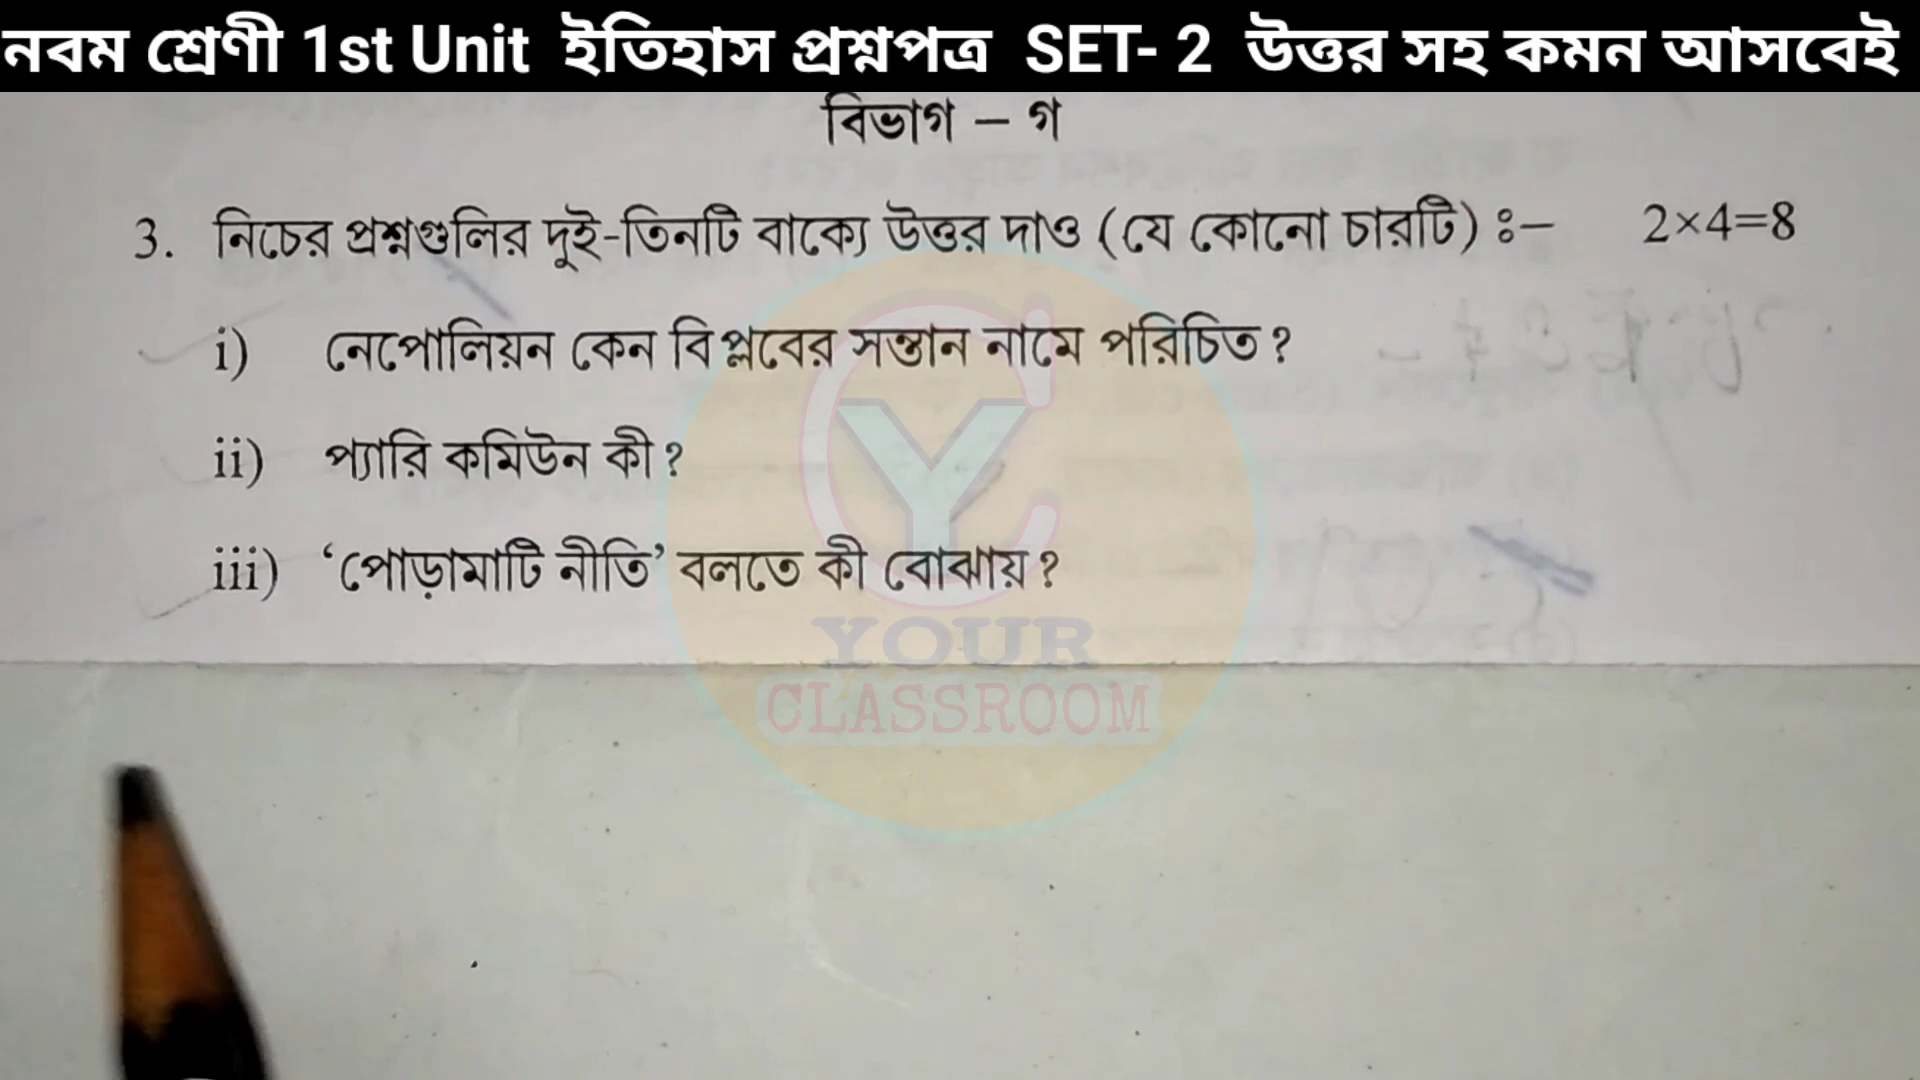 নবম শ্রেণী 1st Unit ইতিহাস প্রশ্নপত্র SET- 2 উত্তর সহ কমন আসবেই
বিভাগ – গ
3. নিচের প্রশ্নগুলির দুই-তিনটি বাক্যে উত্তর দাও (যে কোনো চারটি) ঃ– 2×4=8
i) নেপোলিয়ন কেন বিপ্লবের সন্তান নামে পরিচিত?
ii) প্যারি কমিউন কী?
iii) ‘পোড়ামাটি নীতি’ বলতে কী বোঝায়?
YOUR
CLASSROOM